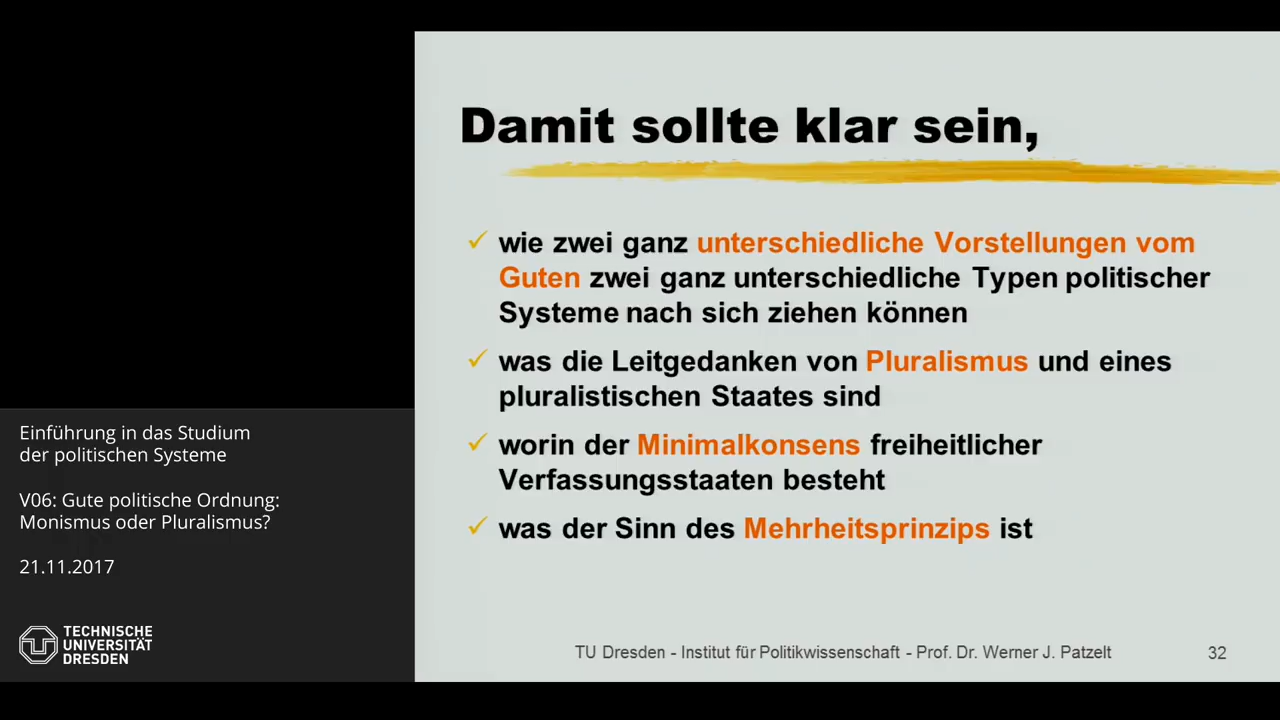 Damit sollte klar sein,
✓ wie zwei ganz unterschiedliche Vorstellungen vom
Guten zwei ganz unterschiedliche Typen politischer
Systeme nach sich ziehen können
✓ was die Leitgedanken von Pluralismus und eines
pluralistischen Staates sind
✓ worin der Minimalkonsens freiheitlicher
Verfassungsstaaten besteht
✓ was der Sinn des Mehrheitsprinzips ist
TU Dresden - Institut für Politikwissenschaft - Prof. Dr. Werner J. Patzelt
32
Einführung in das Studium
der politischen Systeme
V06: Gute politische Ordnung:
Monismus oder Pluralismus?
21.11.2017
TECHNISCHE
UNIVERSITÄT
DRESDEN